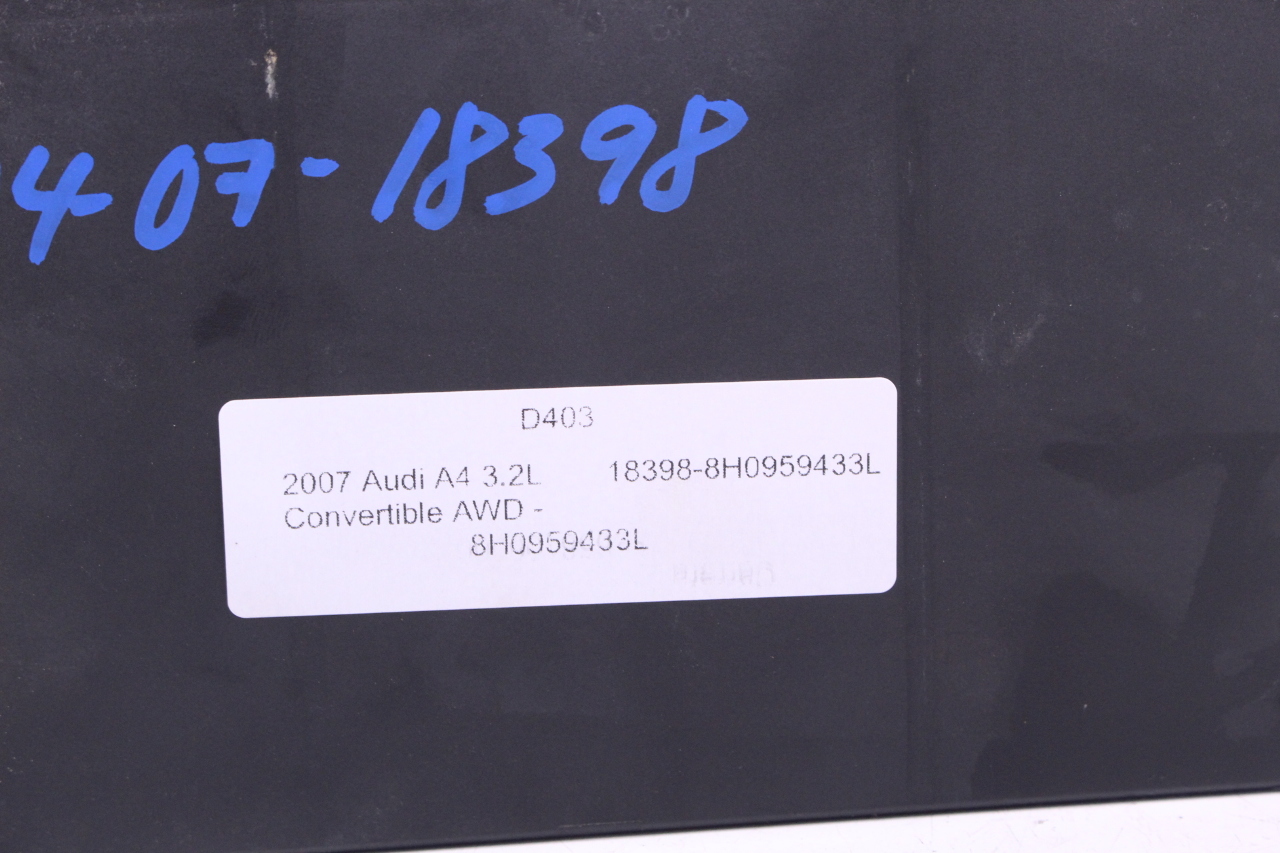 4 07-18398
D403
2007 Audi A4 3.2L 18398-8H0959433L
Convertible AWD -
8H0959433L